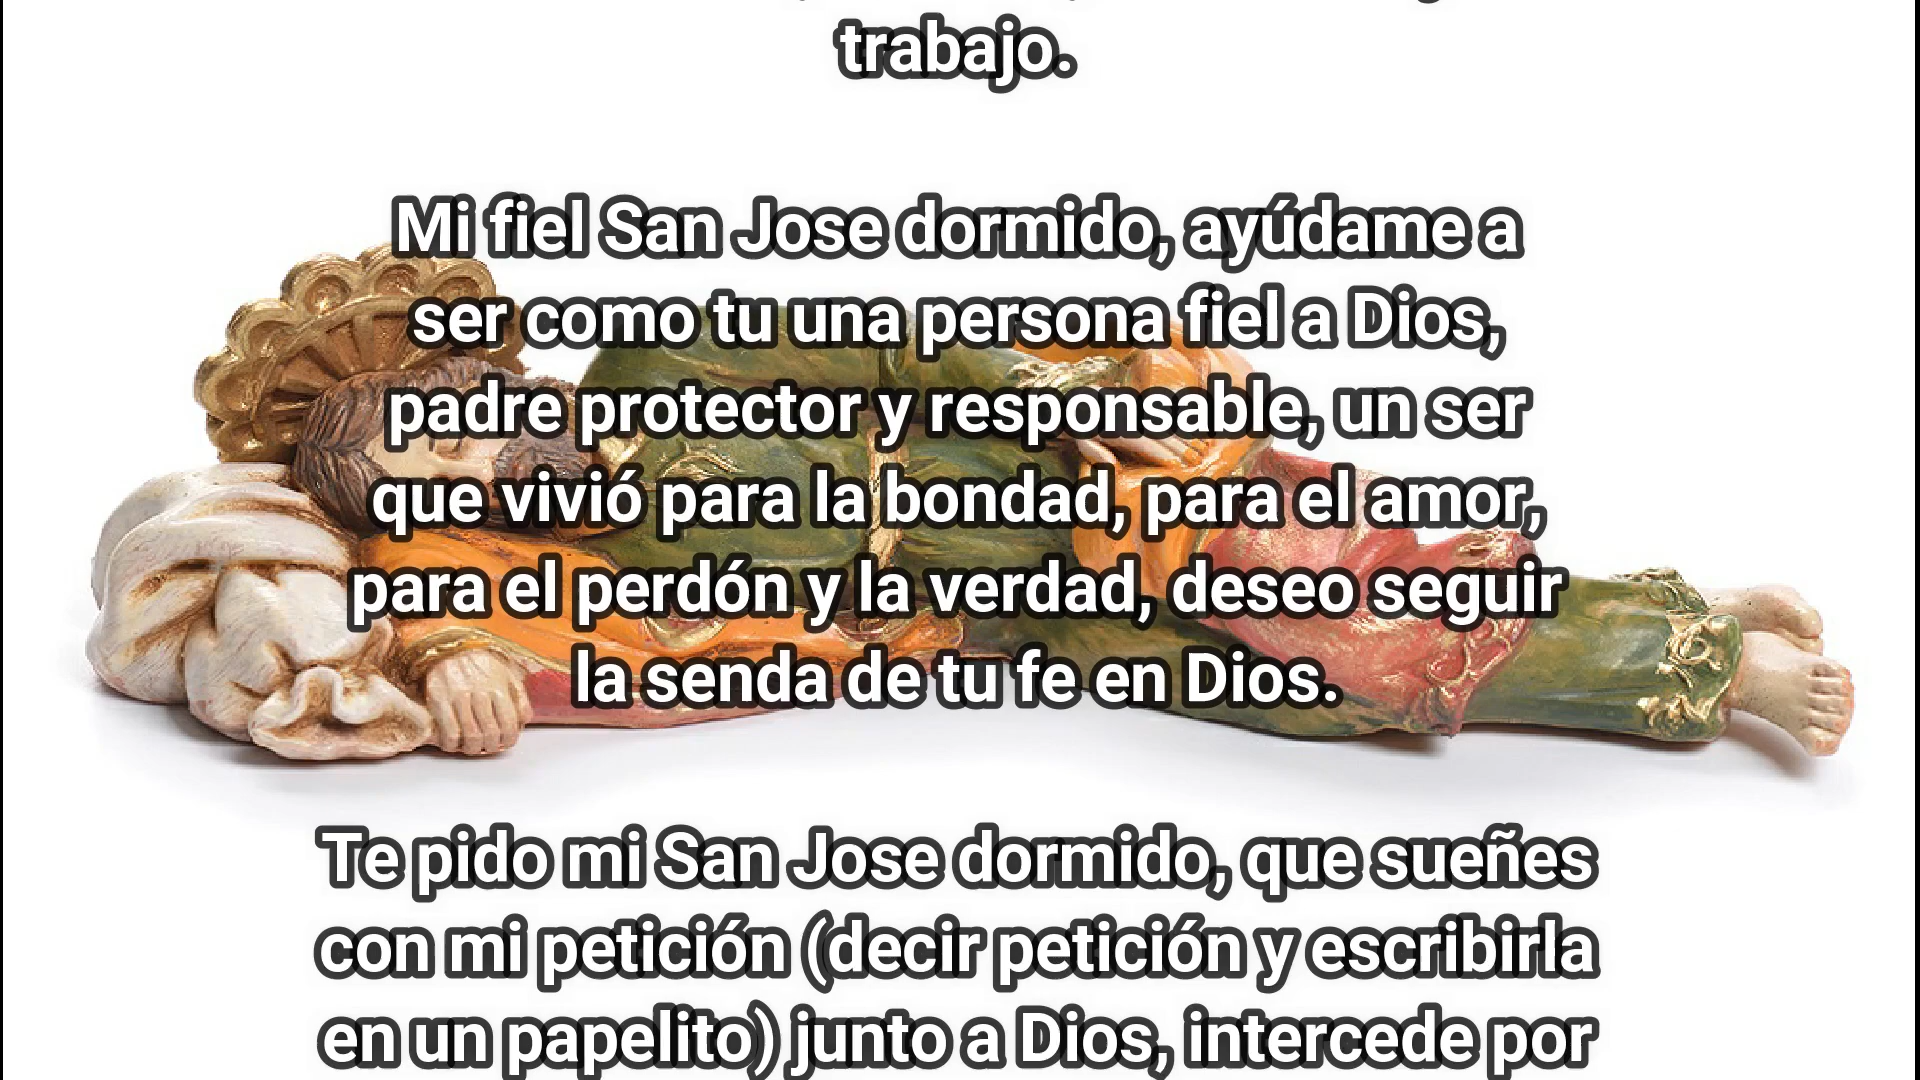 trabajo.
Mi fiel San Jose dormido, ayúdame a
ser como tu una persona fiel a Dios,
padre protector y responsable, un ser
que vivió para la bondad, para el amor,
para el perdón y la verdad, deseo seguir
la senda de tu fe en Dios.
Te pido mi San Jose dormido, que sueñes
con mi petición (decir petición y escribirla
en un papelito) junto a Dios, intercede por